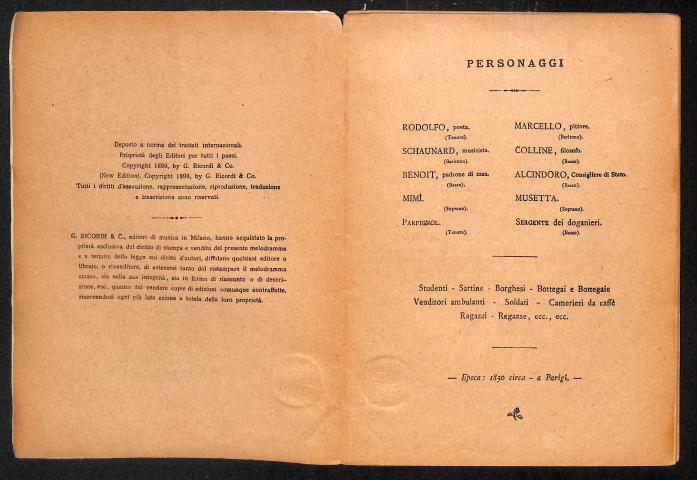 Deposto a norma dei trattati internazionali.
Proprietà degli Editori per tutti i paesi.
Copyright 1896, by G. Ricordi & Co.
(New Edition). Copyright 1898, by G. Ricordi & Co.
Tutti i diritti d'esecuzione, rappresentazione, riproduzione, traduzione
e trascrizione sono riservati.
G. RICORDI & C., editori di musica in Milano, hanno acquistato la pro-
prietà esclusiva del diritto di stampa e vendita del presente melodramma
e a termini della legge sui diritti d'autori, diffidano qualsiasi editore o
libraio, o rivenditore, di astenersi tanto dal ristampare il melodramma
stesso, sia nella sua integrità, sia in forma di riassunto o di descri-
zione, ecc., quanto dal vendere copie di edizioni comunque contraffatte,
riservandosi ogni più lata azione a tutela della loro proprietà.
PERSONAGGI
RODOLFO, poeta. MARCELLO, pittore.
(Tenore). (Baritono).
SCHAUNARD, musicista. COLLINE, filosofo.
(Baritono). (Basso).
BENOIT, padrone di casa. ALCINDORO, Consigliere di Stato.
(Basso). (Basso).
MIMÌ. MUSETTA.
(Soprano). (Soprano).
PARPIGNOL. SERGENTE dei doganieri.
(Tenore). (Basso).
Studenti - Sartine - Borghesi - Bottegai e Bottegaie
Venditori ambulanti - Soldati - Camerieri da caffè
Ragazzi - Ragazze, ecc., ecc.
— Epoca: 1830 circa - a Parigi. —